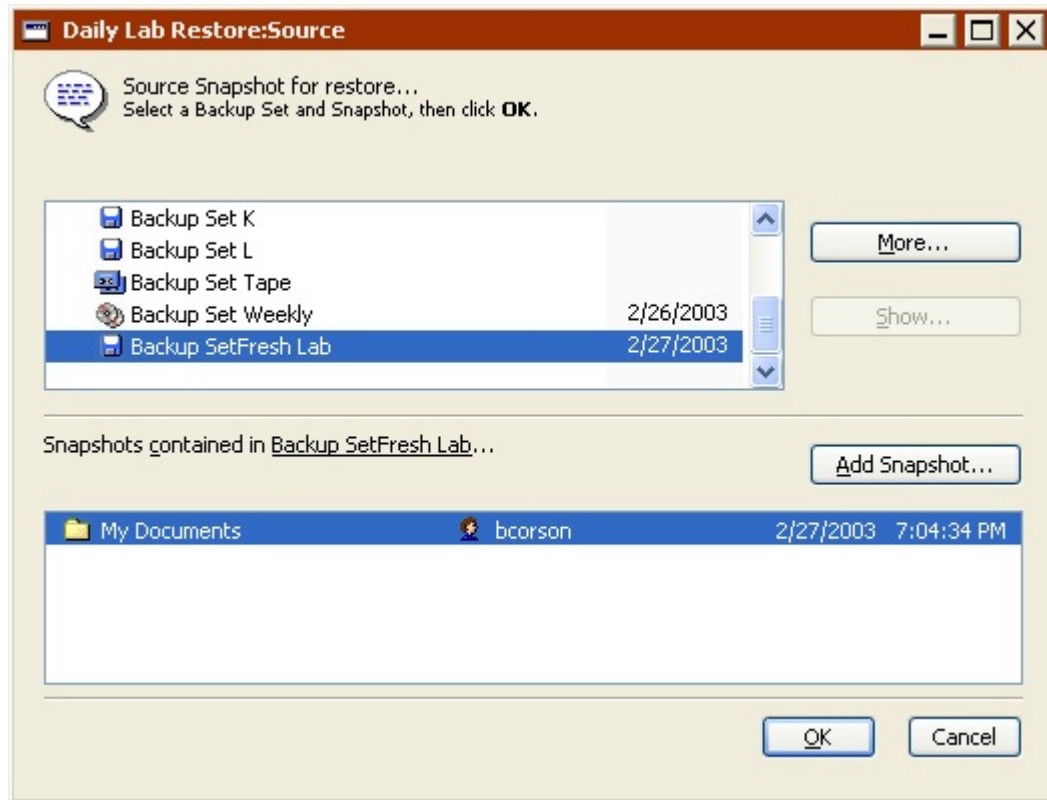 Daily Lab Restore:Source
Source Snapshot for restore...
Select a Backup Set and Snapshot, then click OK.
Backup Set K
Backup Set L
Backup Set Tape
Backup Set Weekly 2/26/2003
Backup SetFresh Lab 2/27/2003
More...
Show...
Snapshots contained in Backup SetFresh Lab...
Add Snapshot...
My Documents bcorson 2/27/2003 7:04:34 PM
OK Cancel